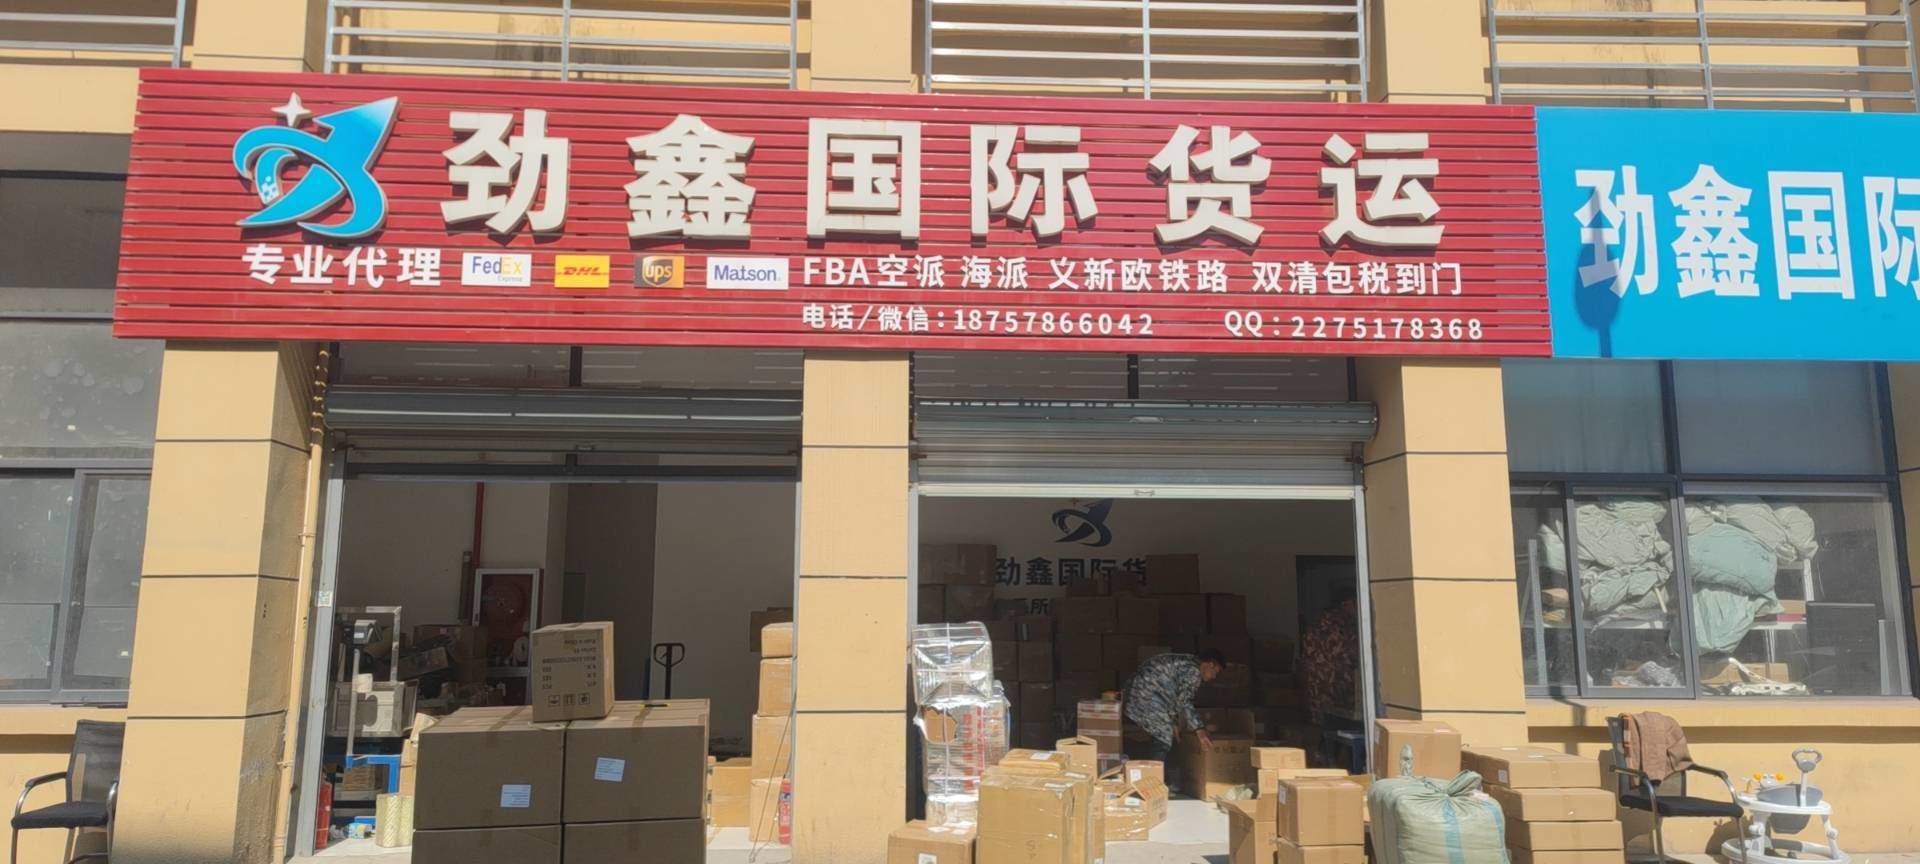 劲鑫国际货运
专业代理 FedEx Express DHL ups Matson FBA空派 海派 义新欧铁路 双清包税到门
电话/微信：18757866042 QQ：2275178368
劲鑫国际
劲鑫国际货